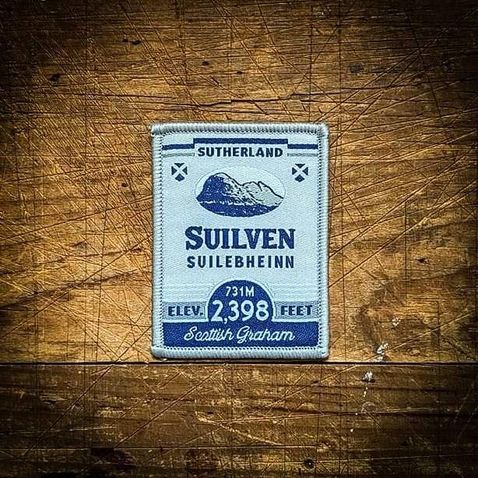 SUTHERLAND
SUILVEN
SUILEBHEINN
731M
ELEV. 2,398 FEET
Scottish Graham